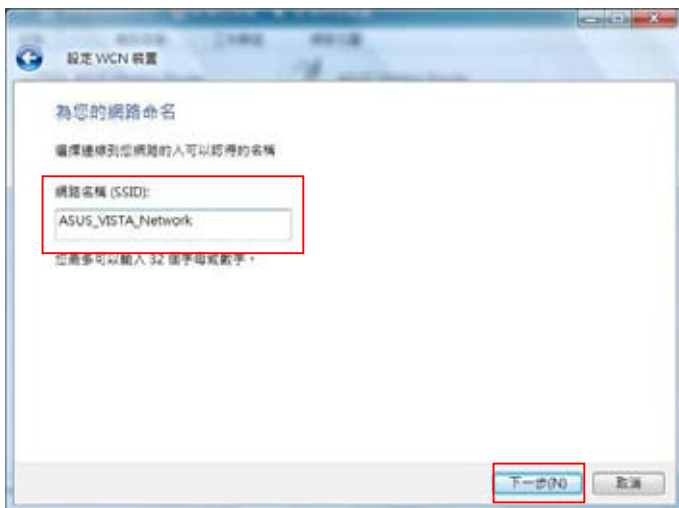 設定 WCN 裝置
為您的網路命名
選擇連線到您網路的人可以認得的名稱
網路名稱 (SSID):
ASUS_VISTA_Network
您最多可以輸入 32 個字母或數字。
下一步(N)
取消